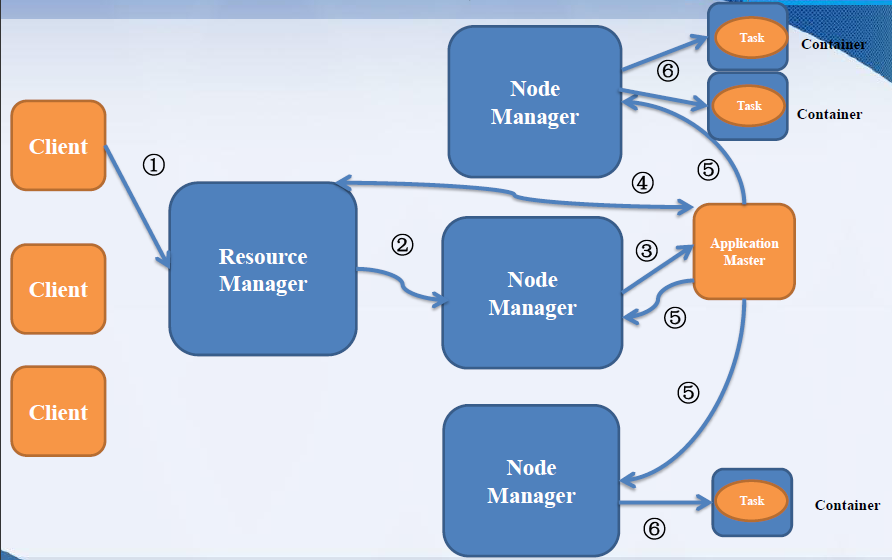 Client
①
Client
Client
Resource
Manager
②
Node
Manager
⑥
Task
Container
Task
Container
⑤
④
Node
Manager
③
Application
Master
⑤
⑤
Node
Manager
⑥
Task
Container